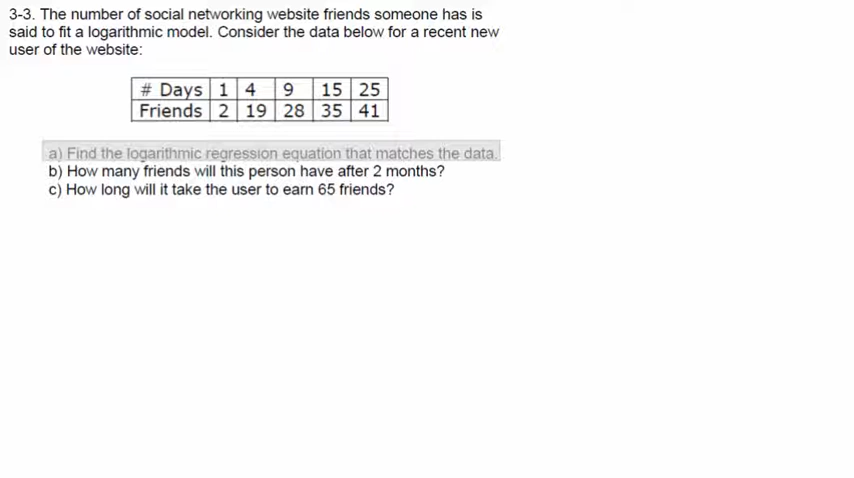 3-3. The number of social networking website friends someone has is
said to fit a logarithmic model. Consider the data below for a recent new
user of the website:
# Days 1 4 9 15 25
Friends 2 19 28 35 41
a) Find the logarithmic regression equation that matches the data.
b) How many friends will this person have after 2 months?
c) How long will it take the user to earn 65 friends?